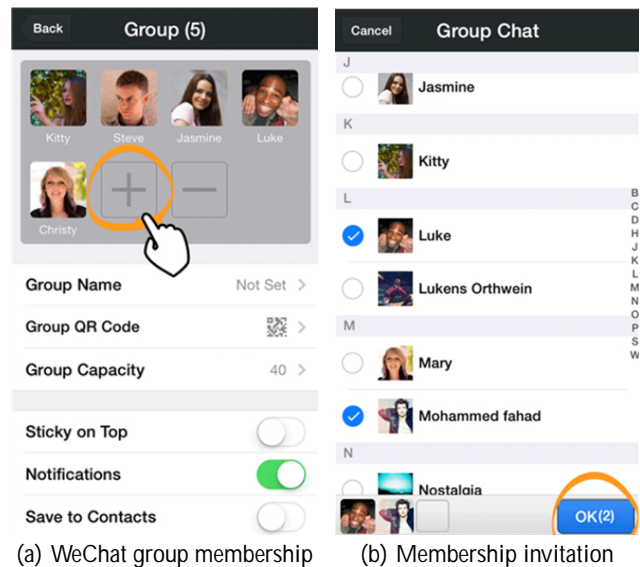 Back Group (5)
Kitty Steve Jasmine Luke
Christy
Group Name Not Set >
Group QR Code >
Group Capacity 40 >
Sticky on Top
Notifications
Save to Contacts
(a) WeChat group membership
Cancel Group Chat
J
Jasmine
K
Kitty
L
Luke
Lukens Orthwein
M
Mary
Mohammed fahad
N
Nostalgia
B
C
D
H
J
K
L
M
N
O
P
S
W
OK(2)
(b) Membership invitation